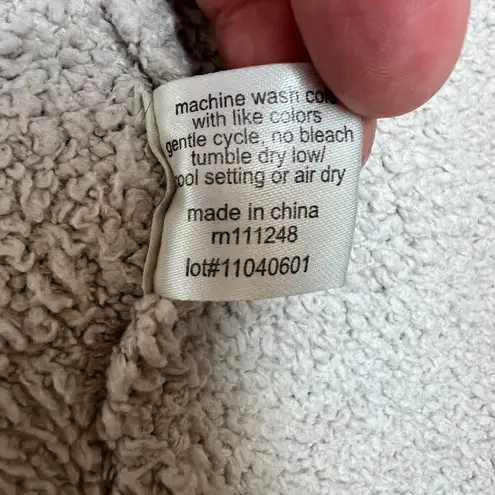 machine wash cold
with like colors
gentle cycle, no bleach
tumble dry low/
cool setting or air dry
made in china
rn111248
lot#11040601